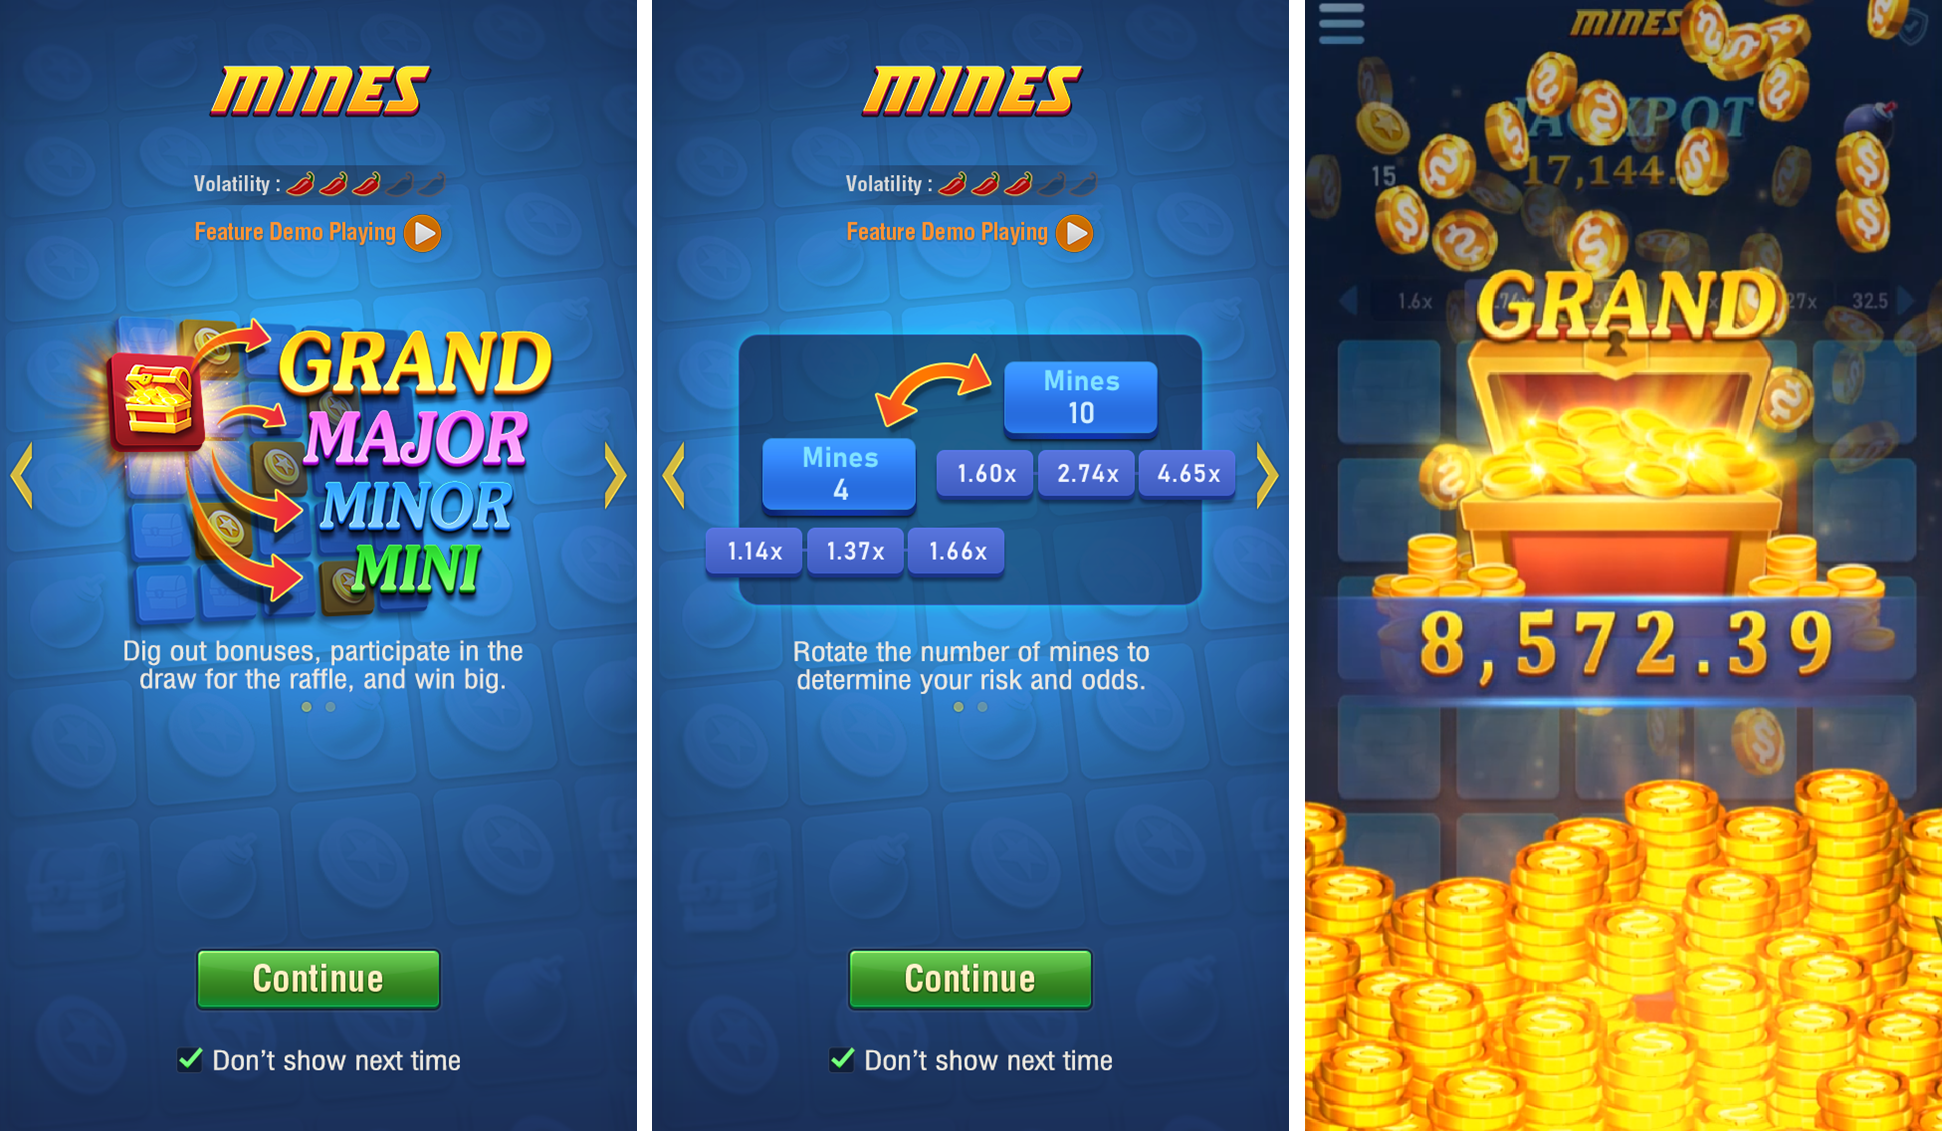 MINES
Volatility :
Feature Demo Playing
GRAND
MAJOR
MINOR
MINI
Dig out bonuses, participate in the
draw for the raffle, and win big.
Continue
Don't show next time
MINES
Volatility :
Feature Demo Playing
Mines
10
Mines
4
1.60x 2.74x 4.65x
1.14x 1.37x 1.66x
Rotate the number of mines to
determine your risk and odds.
Continue
Don't show next time
MINES
JACKPOT
17,144.
15
1.6x 32.5
GRAND
8,572.39